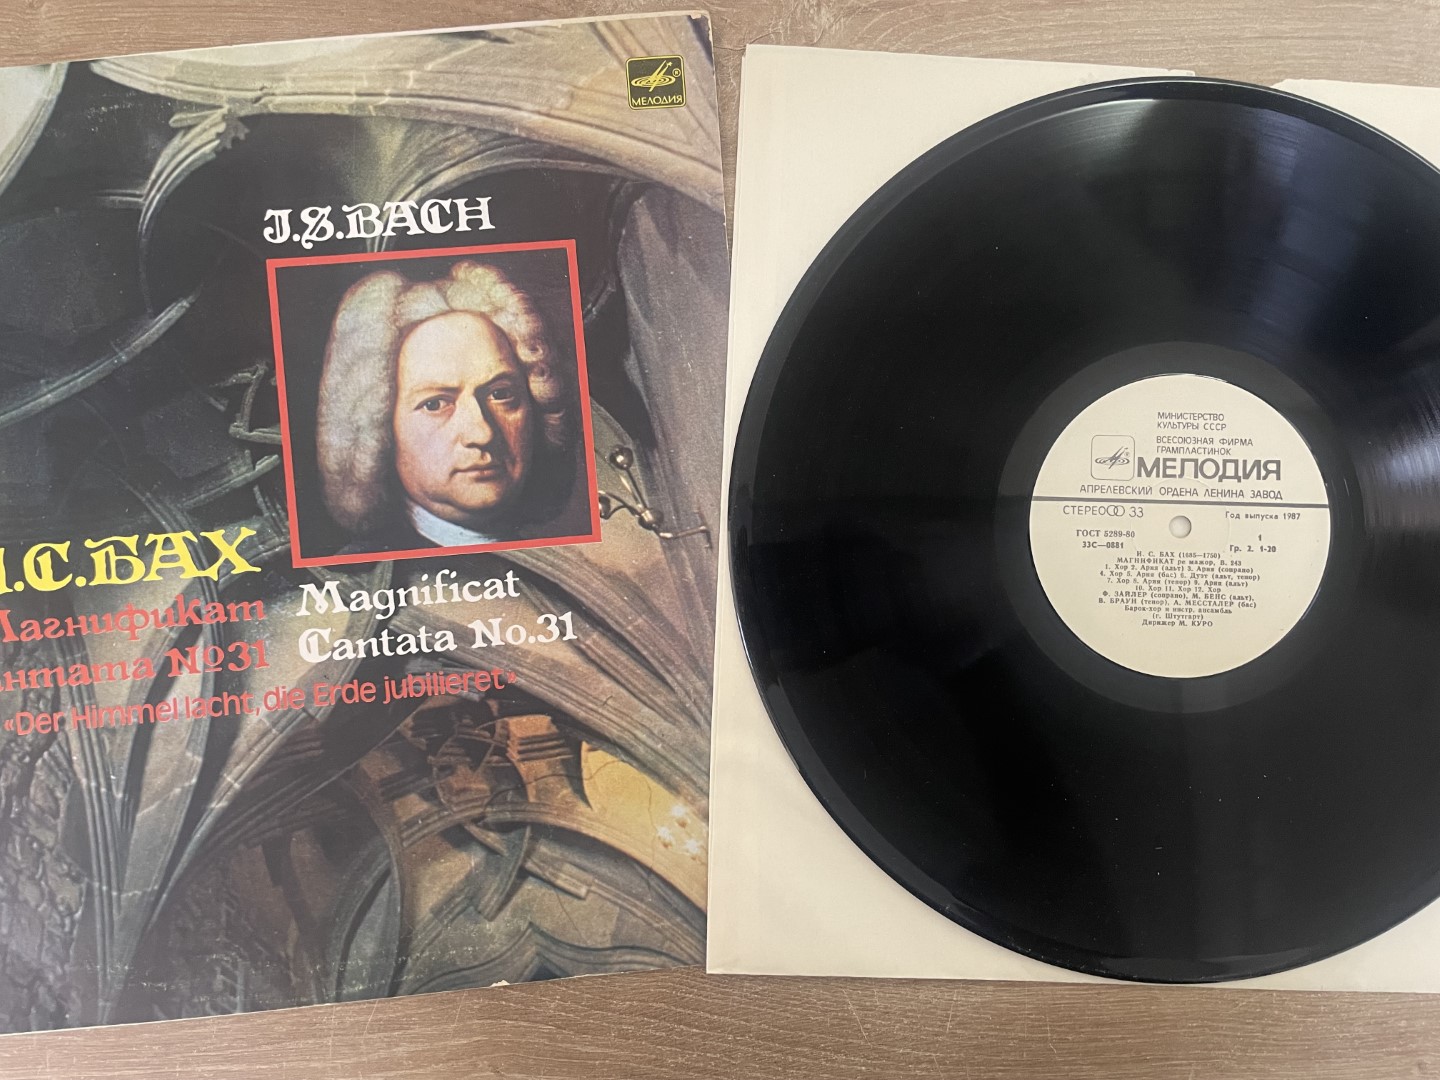 МЕЛОДИЯ
J.S.BACH
И.С.БАХ
Магнификат
Кантата №31
Magnificat
Cantata No.31
«Der Himmel lacht, die Erde jubilieret»
МИНИСТЕРСТВО
КУЛЬТУРЫ СССР
ВСЕСОЮЗНАЯ ФИРМА
ГРАМПЛАСТИНОК
МЕЛОДИЯ
АПРЕЛЕВСКИЙ ОРДЕНА ЛЕНИНА ЗАВОД
СТЕРЕО 33
Год выпуска 1987
ГОСТ 5289-80
33С—0881
1
Гр. 2. 1-20
И. С. БАХ (1685—1750)
МАГНИФИКАТ ре мажор, В. 243
1. Хор 2. Ария (альт) 3. Ария (сопрано)
4. Хор 5. Ария (бас) 6. Дуэт (альт, тенор)
7. Хор 8. Ария (тенор) 9. Ария (альт)
10. Хор 11. Хор 12. Хор
Ф. ЗАЙЛЕР (сопрано), М. БЕНС (альт),
В. БРАУН (тенор), А. МЕССТАЛЕР (бас)
Барок-хор и инстр. ансамбль
(г. Штутгарт)
Дирижер М. КУРО